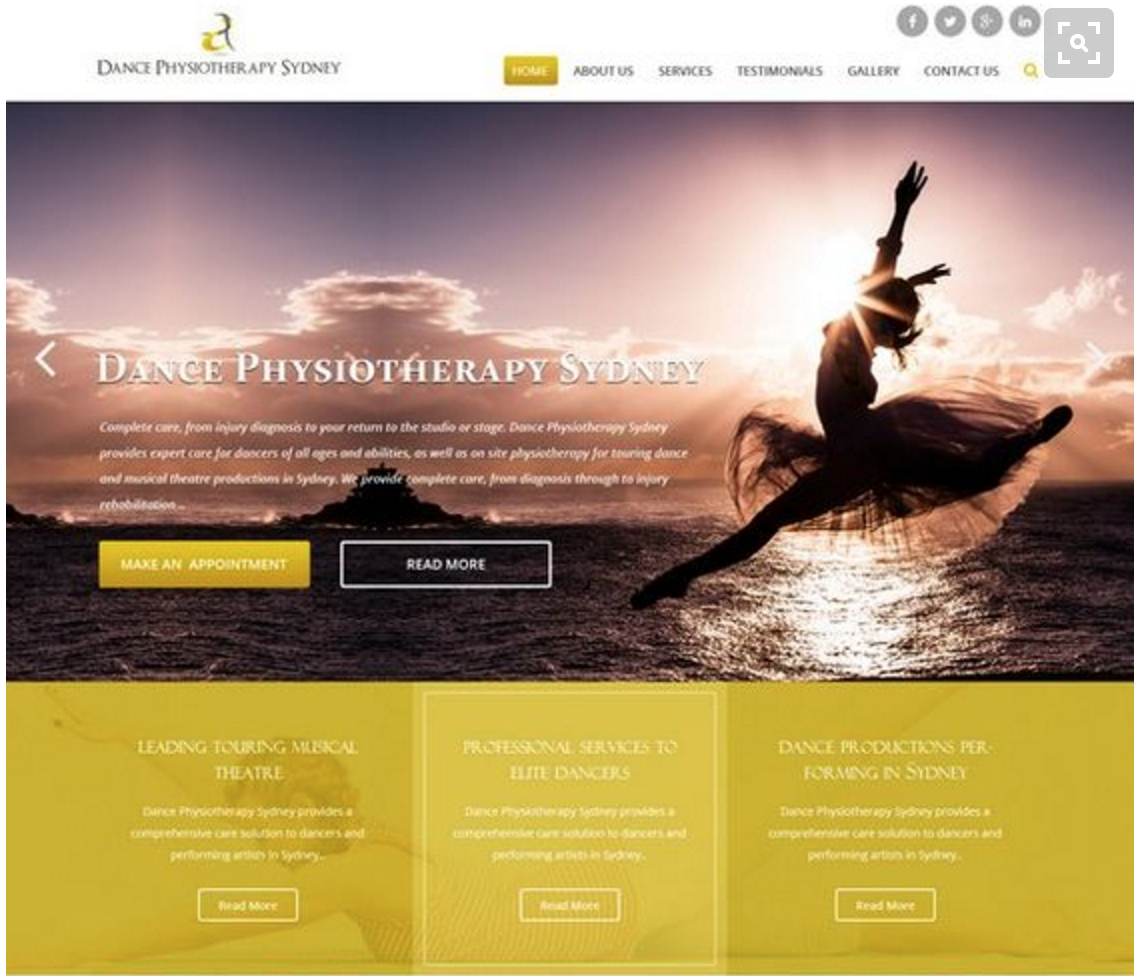 DANCE PHYSIOTHERAPY SYDNEY
HOME ABOUT US SERVICES TESTIMONIALS GALLERY CONTACT US
DANCE PHYSIOTHERAPY SYDNEY
Complete care, from injury diagnosis to your return to the studio or stage. Dance Physiotherapy Sydney
provides expert care for dancers of all ages and abilities, as well as on site physiotherapy for touring dance
and musical theatre productions in Sydney. We provide complete care, from diagnosis through to injury
rehabilitation...
MAKE AN APPOINTMENT READ MORE
LEADING TOURING MUSICAL
THEATRE
Dance Physiotherapy Sydney provides a
comprehensive care solution to dancers and
performing artists in Sydney..
Read More
PROFESSIONAL SERVICES TO
ELITE DANCERS
Dance Physiotherapy Sydney provides a
comprehensive care solution to dancers and
performing artists in Sydney..
Read More
DANCE PRODUCTIONS PER-
FORMING IN SYDNEY
Dance Physiotherapy Sydney provides a
comprehensive care solution to dancers and
performing artists in Sydney..
Read More